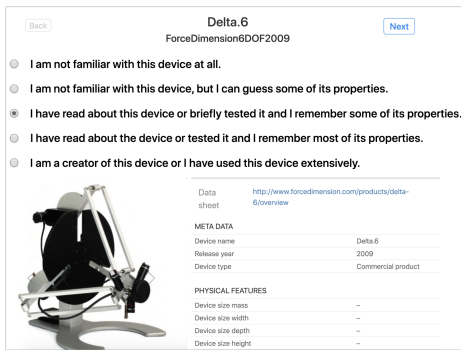 Back
Delta.6
Next
ForceDimension6DOF2009
I am not familiar with this device at all.
I am not familiar with this device, but I can guess some of its properties.
I have read about this device or briefly tested it and I remember some of its properties.
I have read about the device or tested it and I remember most of its properties.
I am a creator of this device or I have used this device extensively.
Data sheet
http://www.forcedimension.com/products/delta-
6/overview
META DATA
Device name Delta.6
Release year 2009
Device type Commercial product
PHYSICAL FEATURES
Device size mass –
Device size width –
Device size depth –
Device size height –